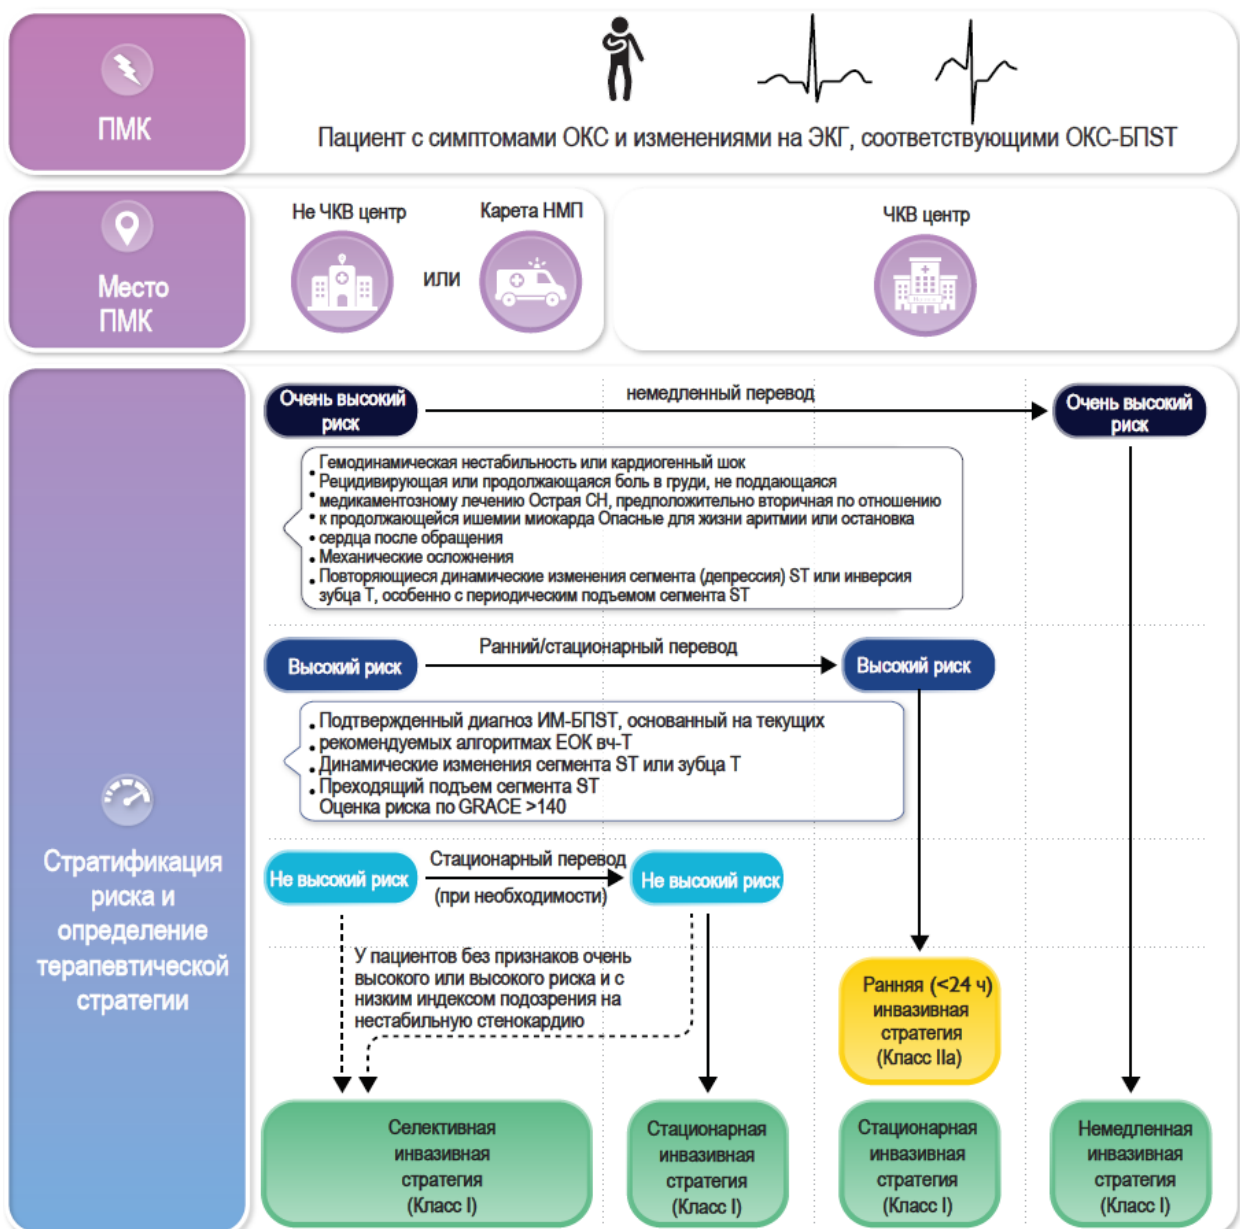 ПМК
Пациент с симптомами ОКС и изменениями на ЭКГ, соответствующими ОКС-БПST
Место
ПМК
Не ЧКВ центр
ИЛИ
Карета НМП
ЧКВ центр
Стратификация
риска и
определение
терапевтической
стратегии
Очень высокий
риск
немедленный перевод
Очень высокий
риск
Гемодинамическая нестабильность или кардиогенный шок
• Рецидивирующая или продолжающаяся боль в груди, не поддающаяся
• медикаментозному лечению Острая СН, предположительно вторичная по отношению
• к продолжающейся ишемии миокарда Опасные для жизни аритмии или остановка
• сердца после обращения
• Механические осложнения
• Повторяющиеся динамические изменения сегмента (депрессия) ST или инверсия
зубца Т, особенно с периодическим подъемом сегмента ST
Высокий риск
Ранний/стационарный перевод
Высокий риск
• Подтвержденный диагноз ИМ-БПST, основанный на текущих
• рекомендуемых алгоритмах ЕОК вч-Т
• Динамические изменения сегмента ST или зубца Т
• Преходящий подъем сегмента ST
Оценка риска по GRACE >140
Не высокий риск
Стационарный перевод
(при необходимости)
Не высокий риск
У пациентов без признаков очень
высокого или высокого риска и с
низким индексом подозрения на
нестабильную стенокардию
Ранняя (<24 ч)
инвазивная
стратегия
(Класс IIa)
Селективная
инвазивная
стратегия
(Класс I)
Стационарная
инвазивная
стратегия
(Класс I)
Стационарная
инвазивная
стратегия
(Класс I)
Немедленная
инвазивная
стратегия
(Класс I)